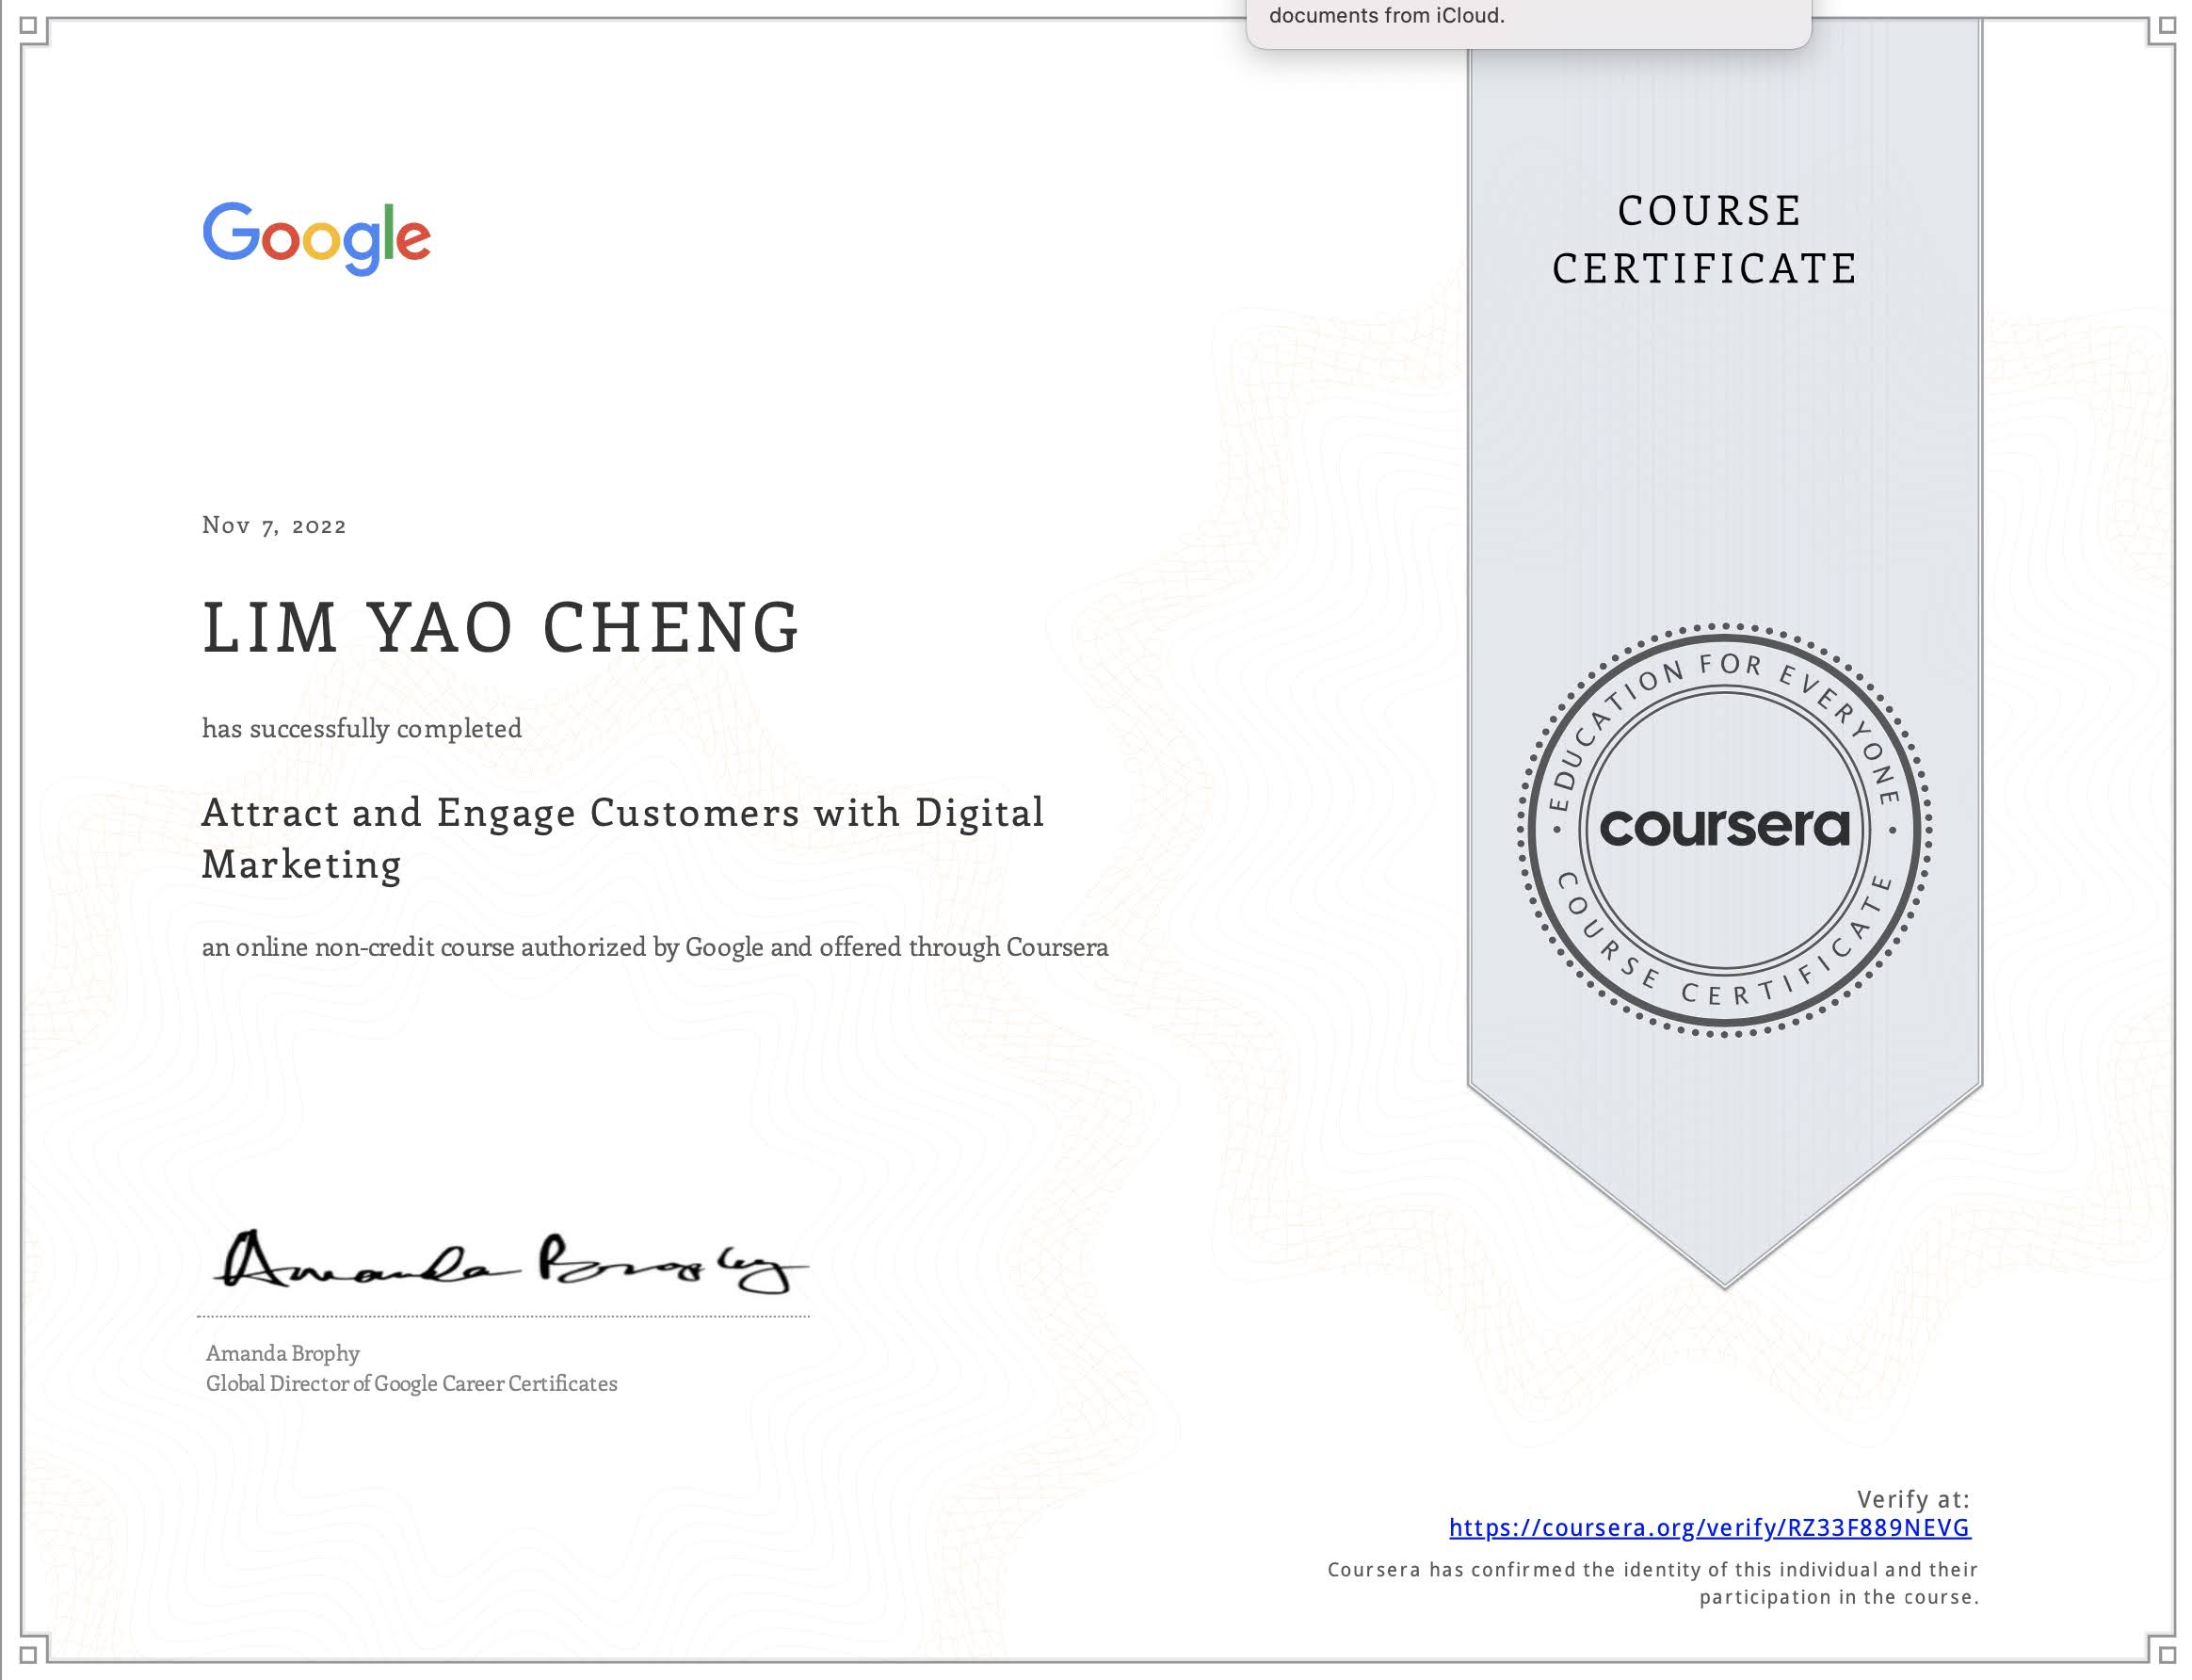 documents from iCloud.
Google
COURSE
CERTIFICATE
Nov 7, 2022
LIM YAO CHENG
has successfully completed
Attract and Engage Customers with Digital
Marketing
an online non-credit course authorized by Google and offered through Coursera
EDUCATION FOR EVERYONE
coursera
COURSE CERTIFICATE
Amanda Brophy
Amanda Brophy
Global Director of Google Career Certificates
Verify at:
https://coursera.org/verify/RZ33F889NEVG
Coursera has confirmed the identity of this individual and their
participation in the course.